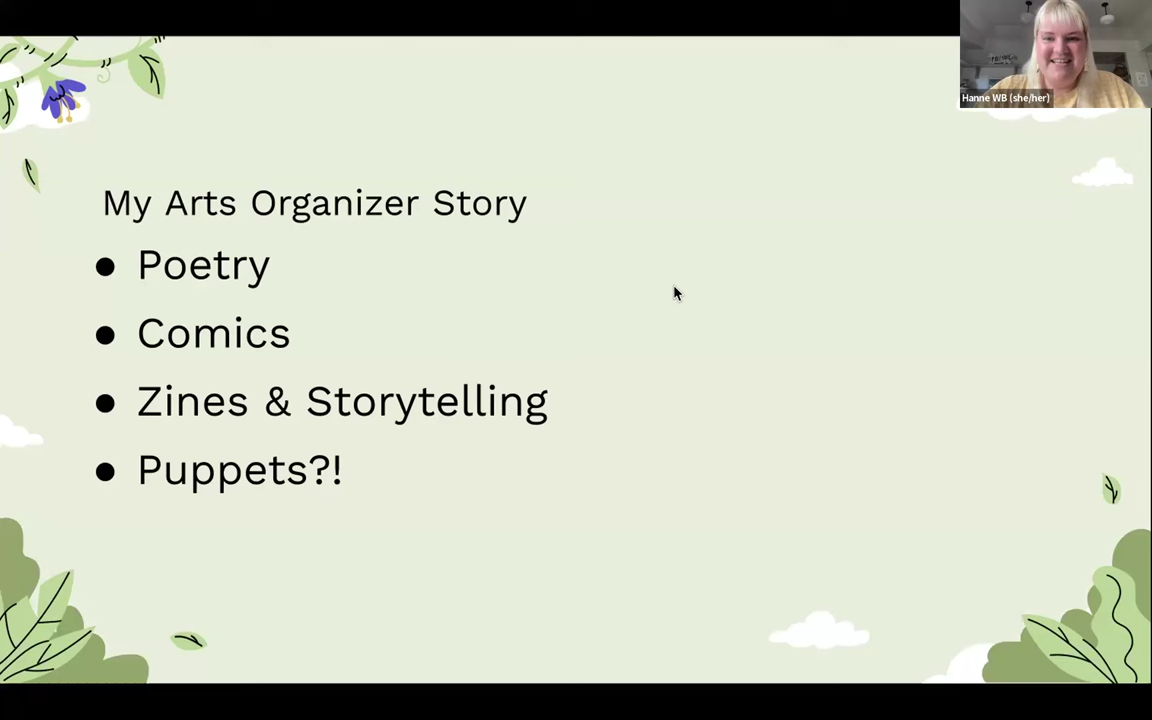 Hanne WB (she/her)
My Arts Organizer Story
● Poetry
● Comics
● Zines & Storytelling
● Puppets?!